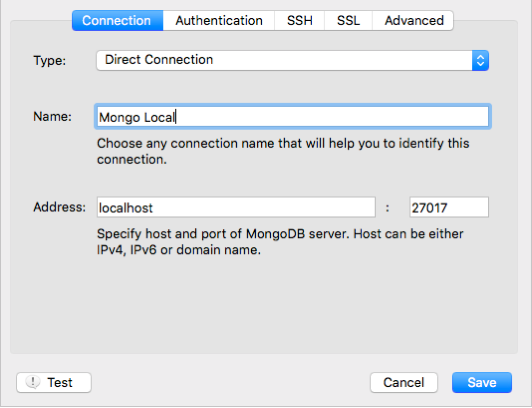 Connection Authentication SSH SSL Advanced
Type: Direct Connection
Name: Mongo Local
Choose any connection name that will help you to identify this
connection.
Address: localhost : 27017
Specify host and port of MongoDB server. Host can be either
IPv4, IPv6 or domain name.
! Test Cancel Save